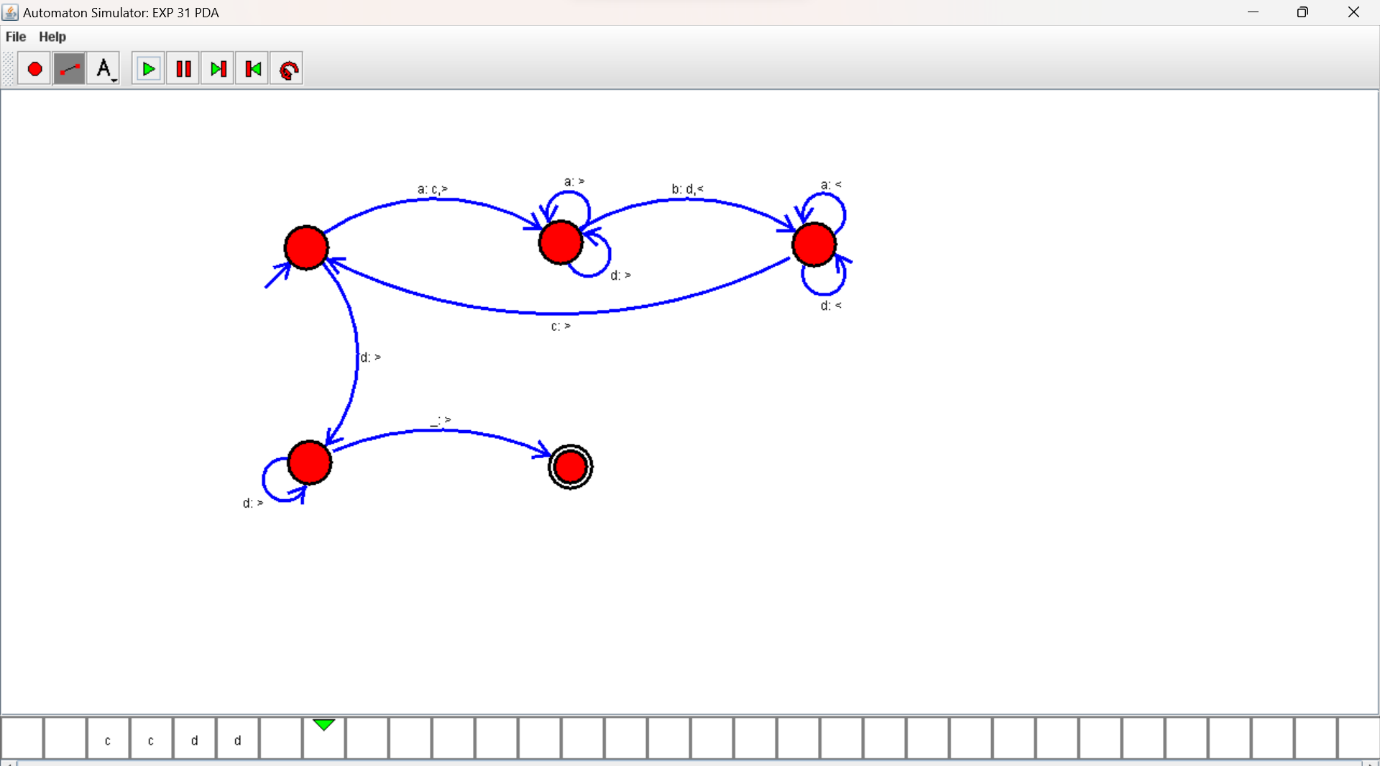 Automaton Simulator: EXP 31 PDA
File Help
A
a: c,>
a: >
b: d,<
a: <
d: >
d: <
c: >
d: >
_: >
d: >
c c d d